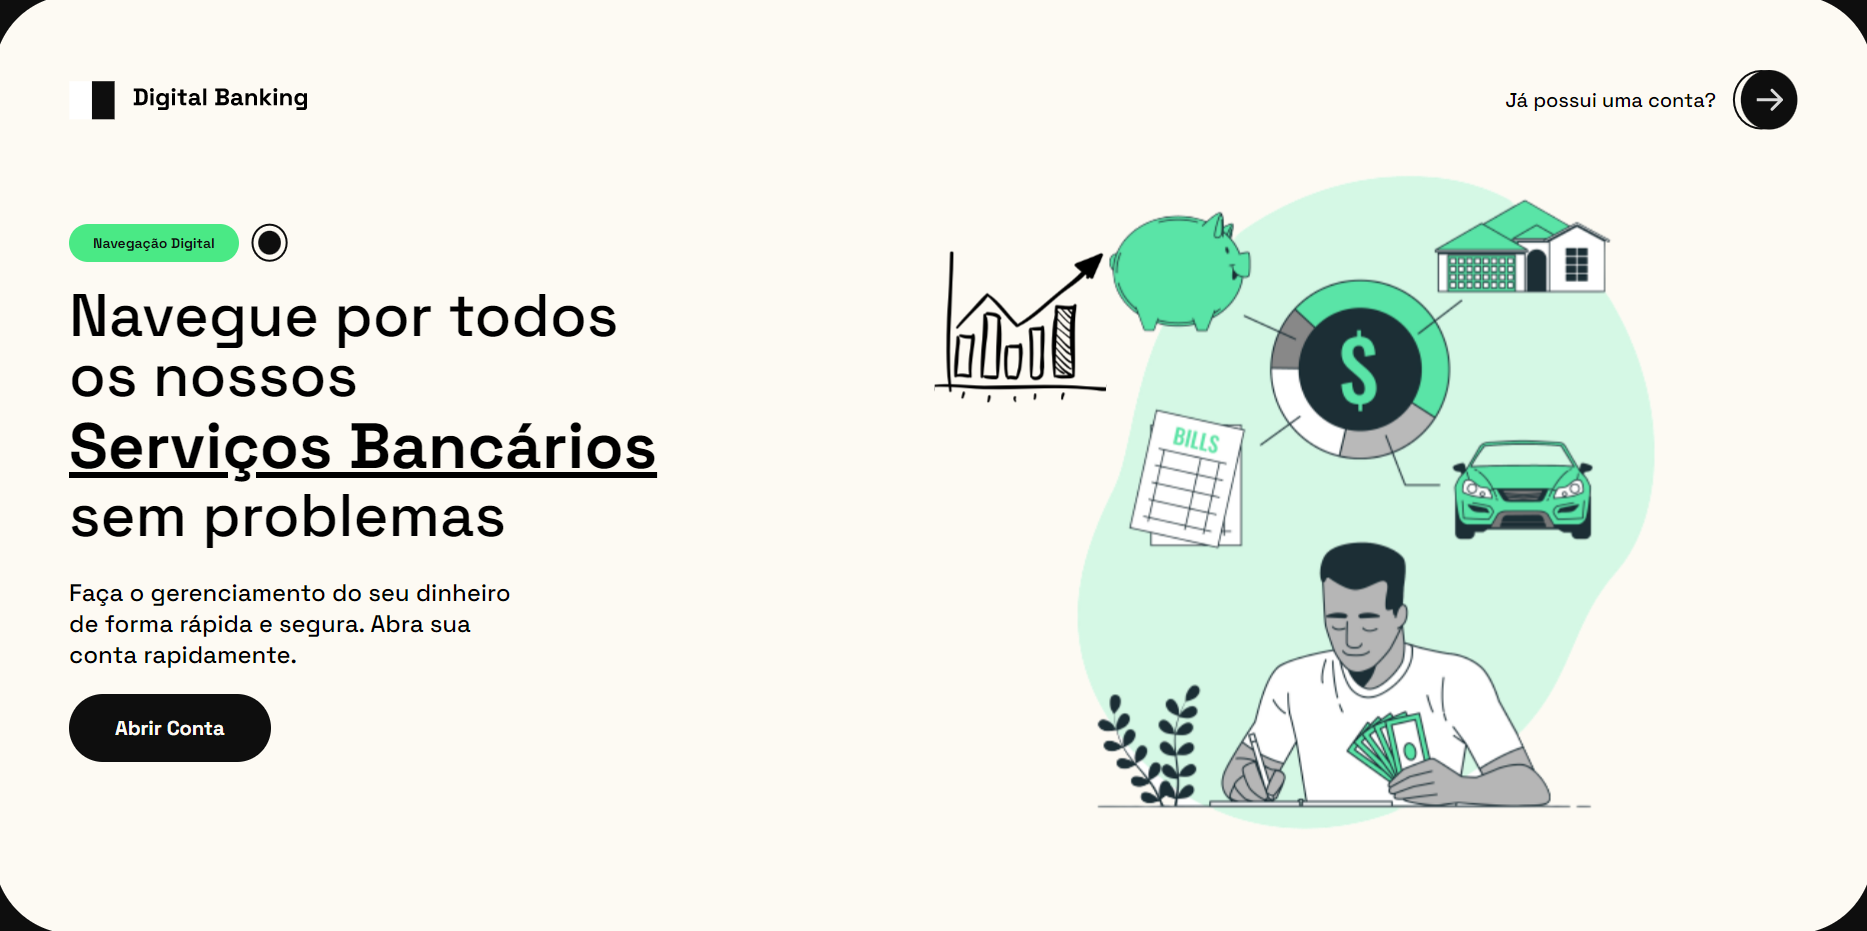 Digital Banking
Já possui uma conta?
Navegação Digital
Navegue por todos
os nossos
Serviços Bancários
sem problemas
Faça o gerenciamento do seu dinheiro
de forma rápida e segura. Abra sua
conta rapidamente.
Abrir Conta
$
BILLS